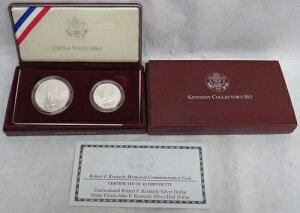 UNITED STATES MINT
KENNEDY COLLECTOR'S SET
Robert F. Kennedy Memorial Commemorative Coin
CERTIFICATE OF AUTHENTICITY
Uncirculated Robert F. Kennedy Silver Dollar
Matte Finish John F. Kennedy Silver Half Dollar